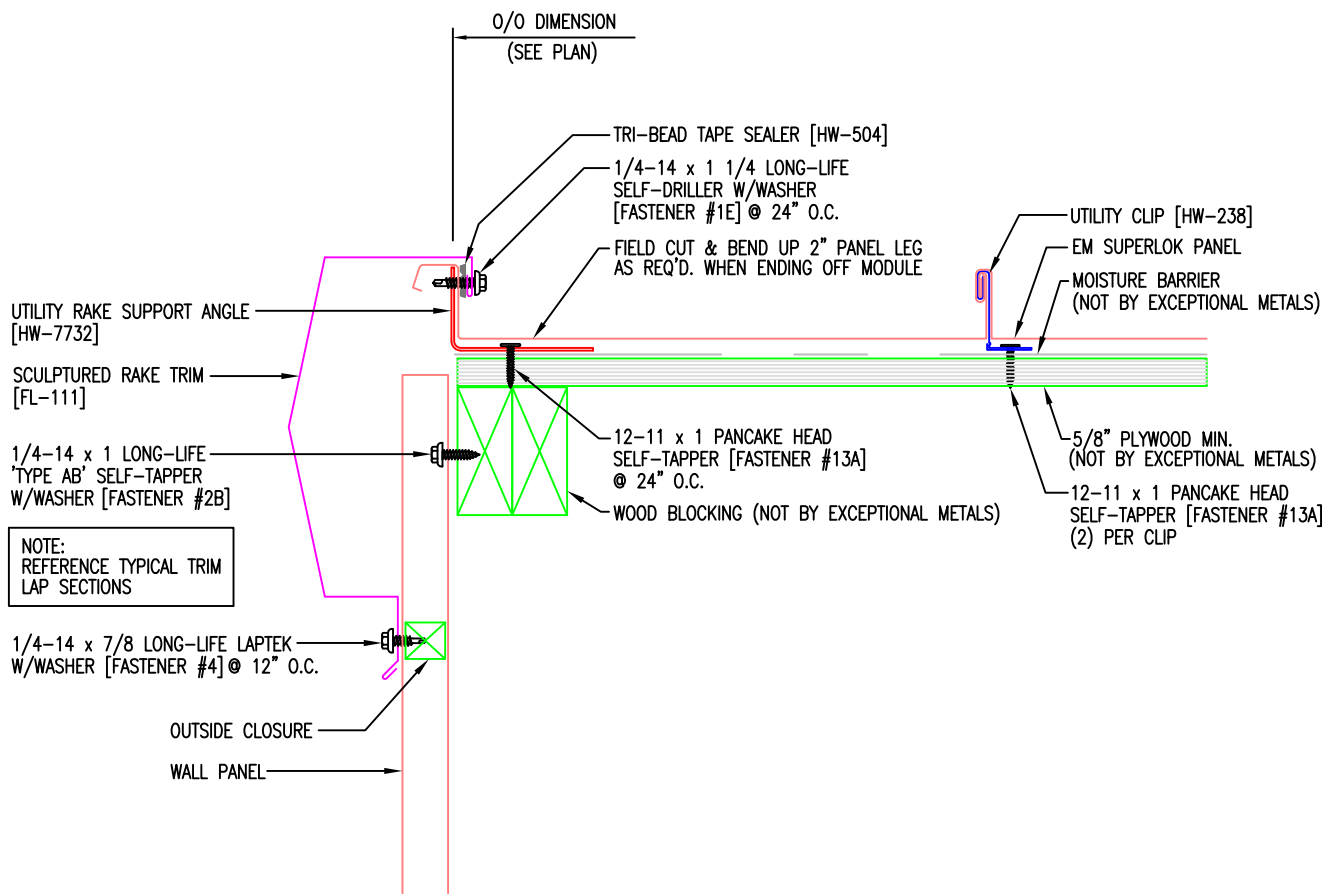 O/O DIMENSION
(SEE PLAN)
TRI-BEAD TAPE SEALER [HW-504]
1/4-14 x 1 1/4 LONG-LIFE
SELF-DRILLER W/WASHER
[FASTENER #1E] @ 24" O.C.
FIELD CUT & BEND UP 2" PANEL LEG
AS REQ'D. WHEN ENDING OFF MODULE
UTILITY CLIP [HW-238]
EM SUPERLOK PANEL
MOISTURE BARRIER
(NOT BY EXCEPTIONAL METALS)
UTILITY RAKE SUPPORT ANGLE
[HW-7732]
SCULPTURED RAKE TRIM
[FL-111]
1/4-14 x 1 LONG-LIFE
'TYPE AB' SELF-TAPPER
W/WASHER [FASTENER #2B]
12-11 x 1 PANCAKE HEAD
SELF-TAPPER [FASTENER #13A]
@ 24" O.C.
WOOD BLOCKING (NOT BY EXCEPTIONAL METALS)
5/8" PLYWOOD MIN.
(NOT BY EXCEPTIONAL METALS)
12-11 x 1 PANCAKE HEAD
SELF-TAPPER [FASTENER #13A]
(2) PER CLIP
NOTE:
REFERENCE TYPICAL TRIM
LAP SECTIONS
1/4-14 x 7/8 LONG-LIFE LAPTEK
W/WASHER [FASTENER #4] @ 12" O.C.
OUTSIDE CLOSURE
WALL PANEL